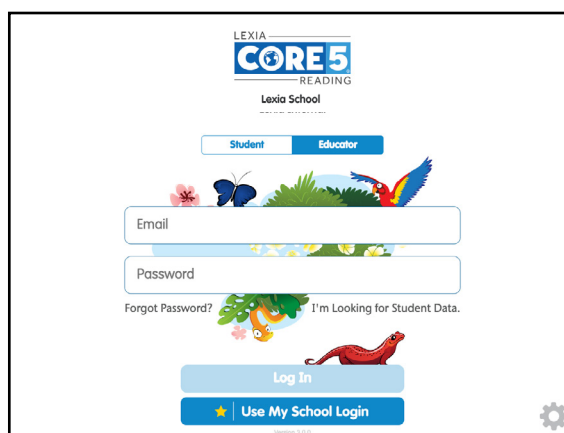 LEXIA
CORE5
READING
Lexia School
Student Educator
Email
Password
Forgot Password? I'm Looking for Student Data.
Log In
Use My School Login